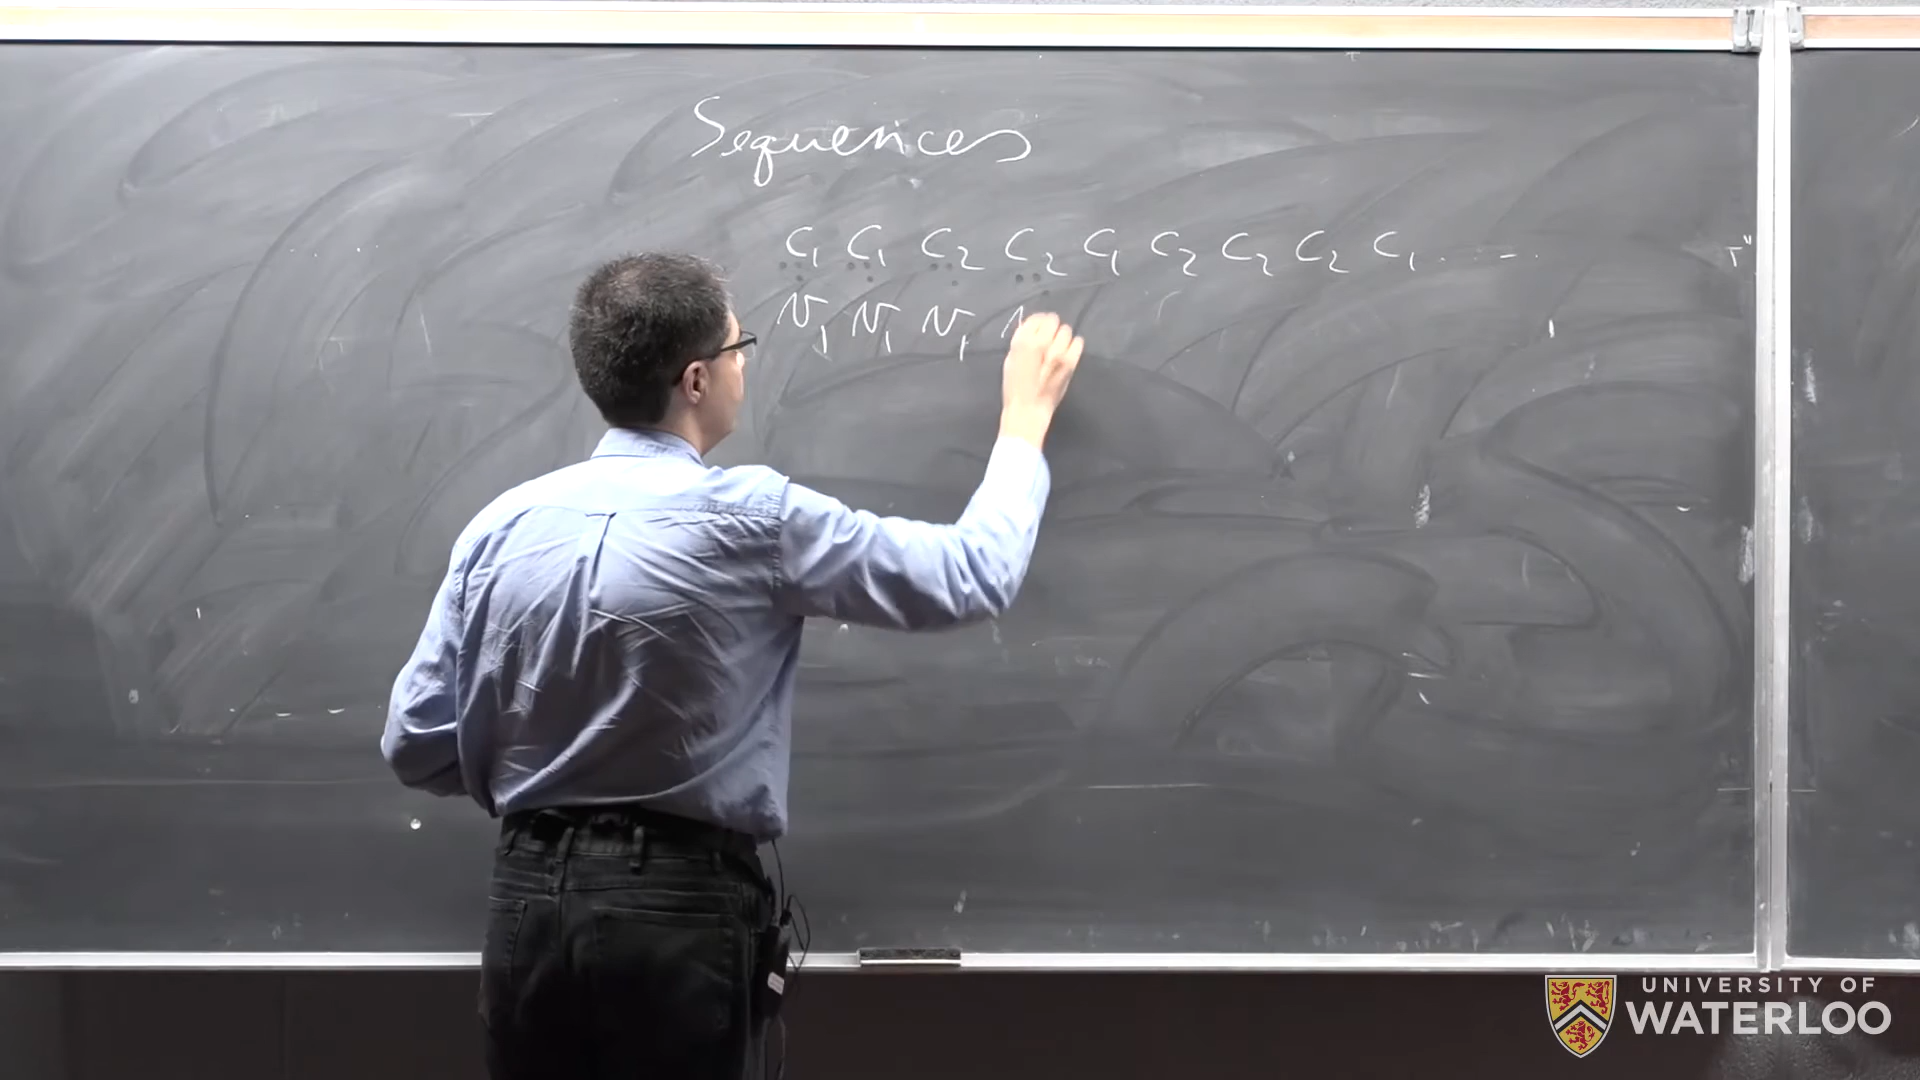 Sequences
C1 C1 C2 C2 C1 C2 C2 C2 C1 .....
N1 N1 N1
UNIVERSITY OF
WATERLOO